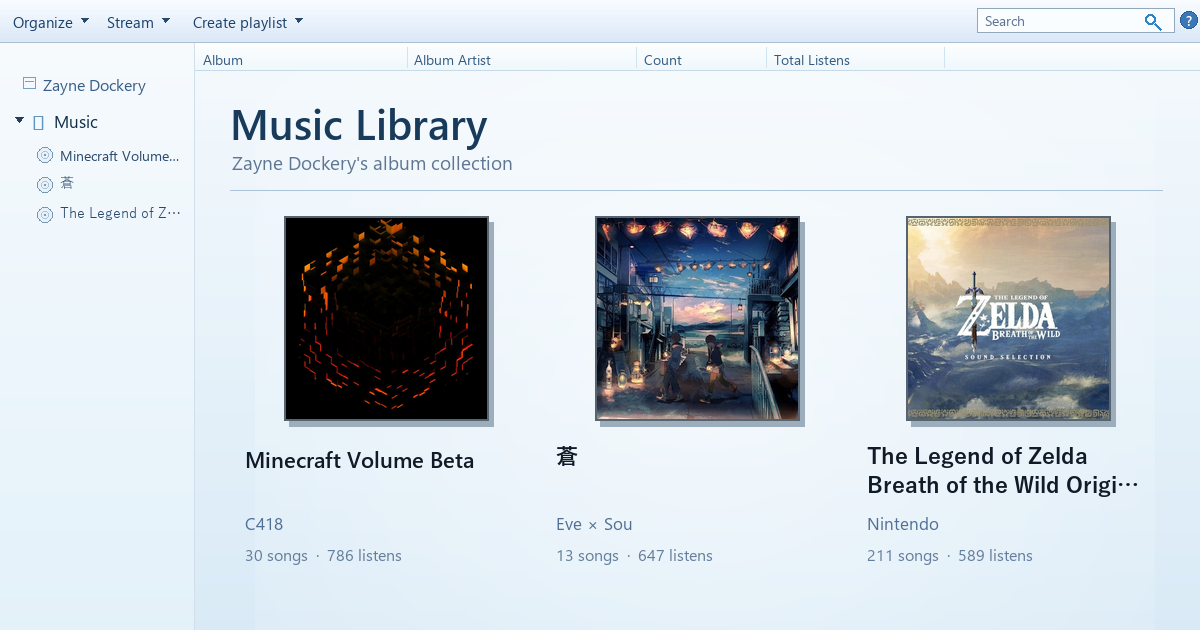 Organize
Stream
Create playlist
Search
?
Album
Album Artist
Count
Total Listens
Zayne Dockery
Music
Minecraft Volume...
蒼
The Legend of Z⋯
Music Library
Zayne Dockery's album collection
THE LEGEND OF
ZELDA
BREATH OF THE WILD
SOUND SELECTION
Minecraft Volume Beta
C418
30 songs · 786 listens
蒼
Eve × Sou
13 songs · 647 listens
The Legend of Zelda
Breath of the Wild Origi⋯
Nintendo
211 songs · 589 listens